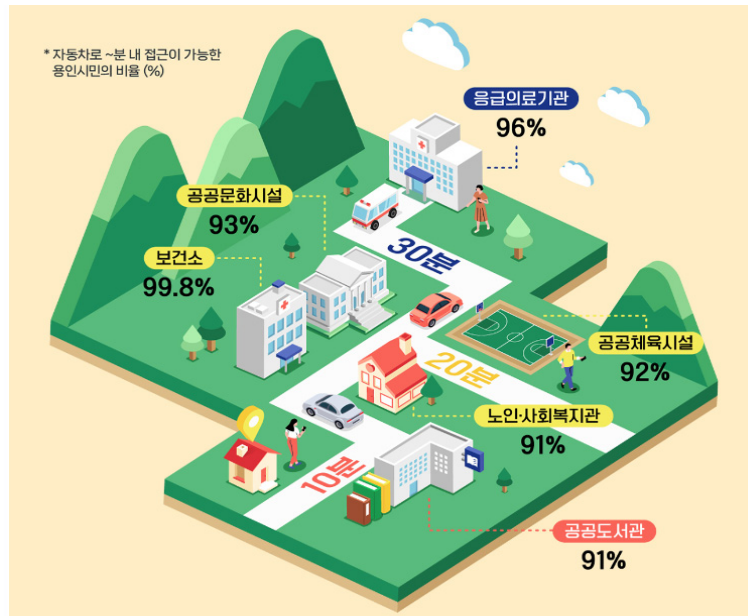 * 자동차로 ~분 내 접근이 가능한
용인시민의 비율 (%)
응급의료기관
96%
공공문화시설
93%
보건소
99.8%
30분
공공체육시설
92%
20분
노인·사회복지관
91%
10분
공공도서관
91%